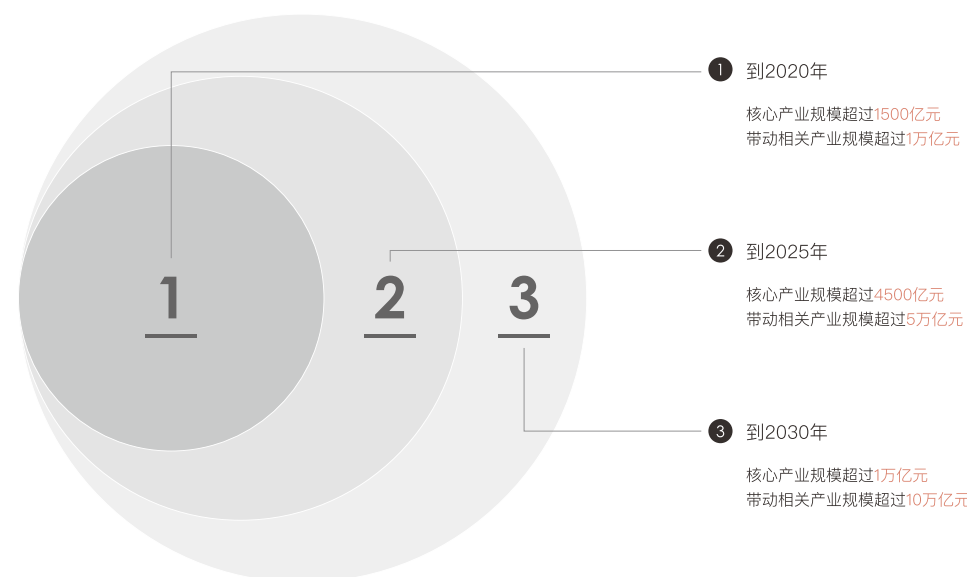 1
2
3
1 到2020年
核心产业规模超过1500亿元
带动相关产业规模超过1万亿元
2 到2025年
核心产业规模超过4500亿元
带动相关产业规模超过5万亿元
3 到2030年
核心产业规模超过1万亿元
带动相关产业规模超过10万亿元